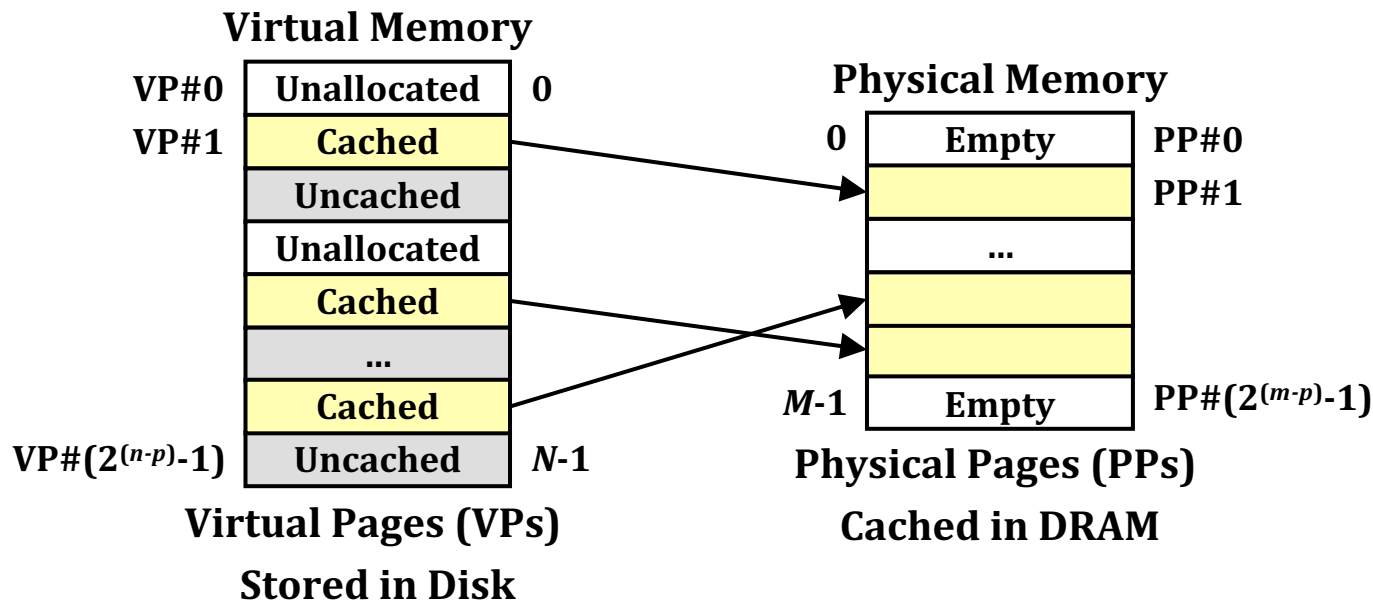 Virtual Memory
VP#0 Unallocated 0
VP#1 Cached
Uncached
Unallocated
Cached
...
Cached
VP#(2^(n-p)-1) Uncached N-1
Virtual Pages (VPs)
Stored in Disk
Physical Memory
0 Empty PP#0
PP#1
...
M-1 Empty PP#(2^(m-p)-1)
Physical Pages (PPs)
Cached in DRAM